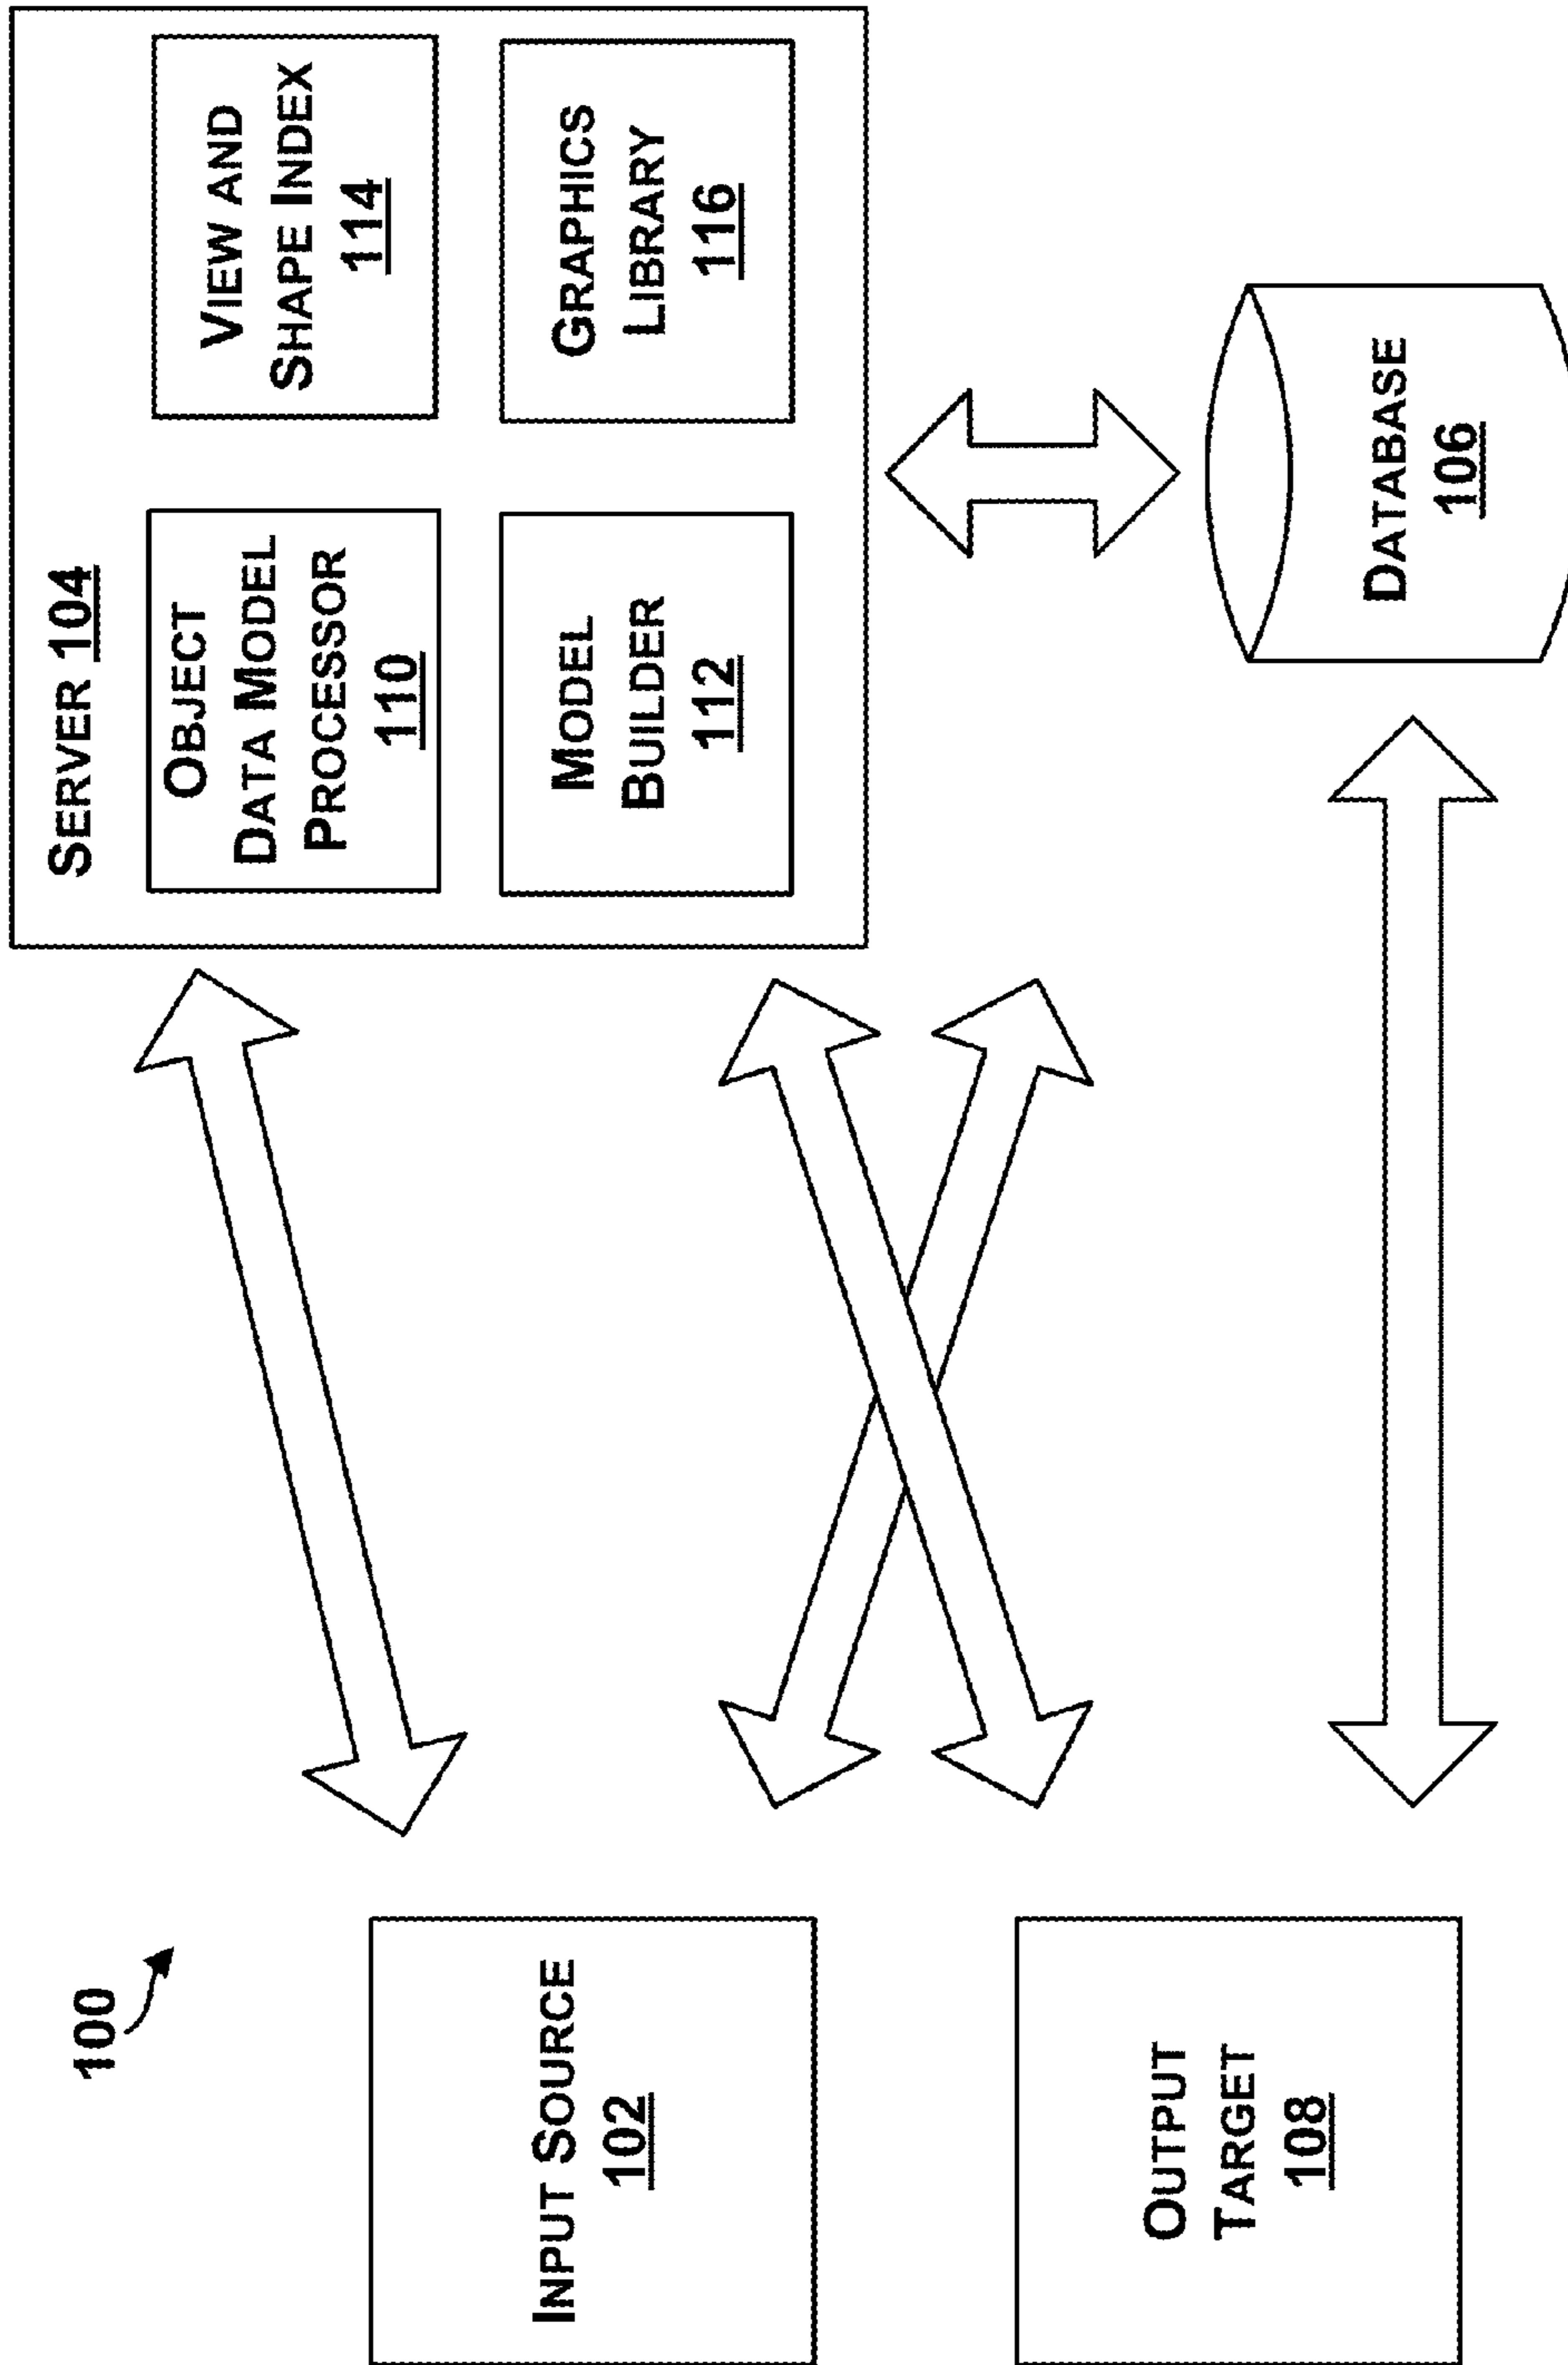 100
INPUT SOURCE
102
OUTPUT
TARGET
108
SERVER 104
OBJECT
DATA MODEL
PROCESSOR
110
VIEW AND
SHAPE INDEX
114
MODEL
BUILDER
112
GRAPHICS
LIBRARY
116
DATABASE
106